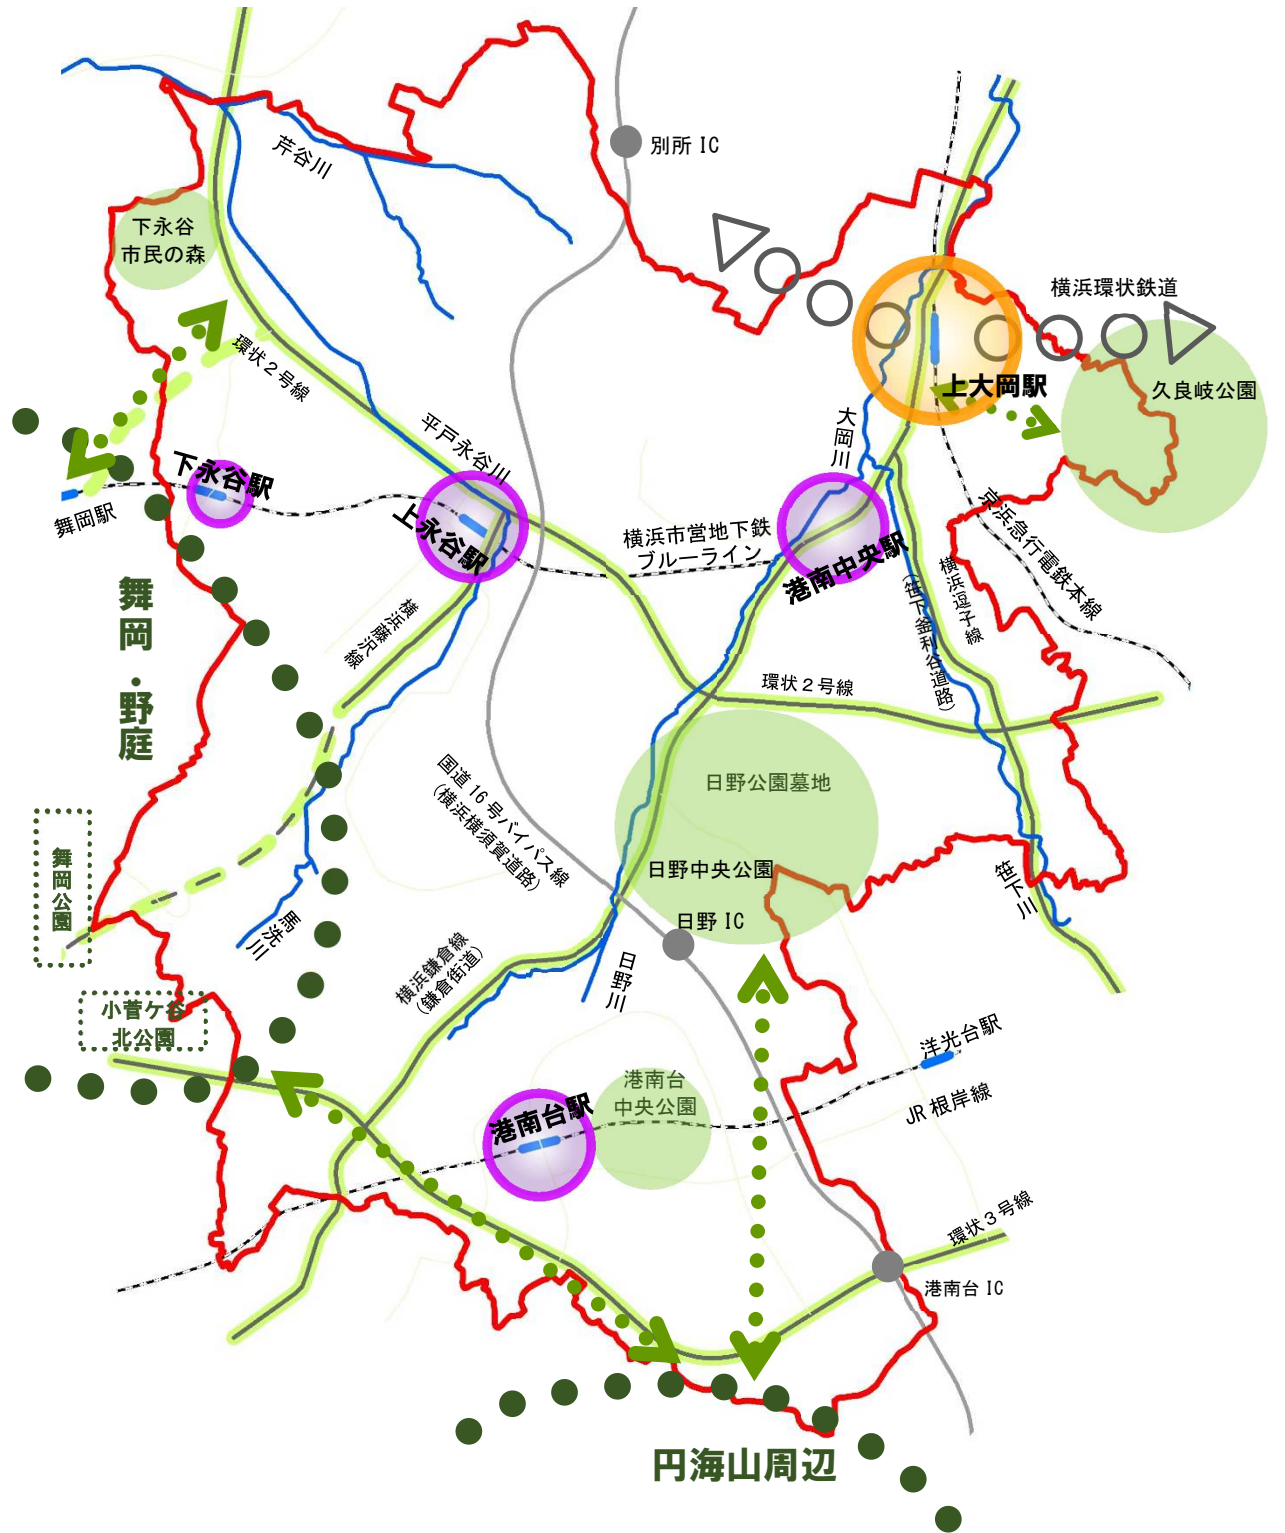 別所 IC
芹谷川
下永谷
市民の森
横浜環状鉄道
環状２号線
上大岡駅
久良岐公園
大岡川
平戸永谷川
下永谷駅
舞岡駅
上永谷駅
横浜市営地下鉄
ブルーライン
港南中央駅
京浜急行電鉄本線
横浜逗子線
(笹下釜利谷道路)
舞岡・野庭
横浜藤沢線
環状２号線
国道16号バイパス線
(横浜横須賀道路)
日野公園墓地
日野中央公園
舞岡公園
日野 IC
笹下川
馬洗川
横浜鎌倉線
(鎌倉街道)
日野川
小菅ケ谷
北公園
洋光台駅
港南台
中央公園
港南台駅
JR 根岸線
環状３号線
港南台 IC
円海山周辺